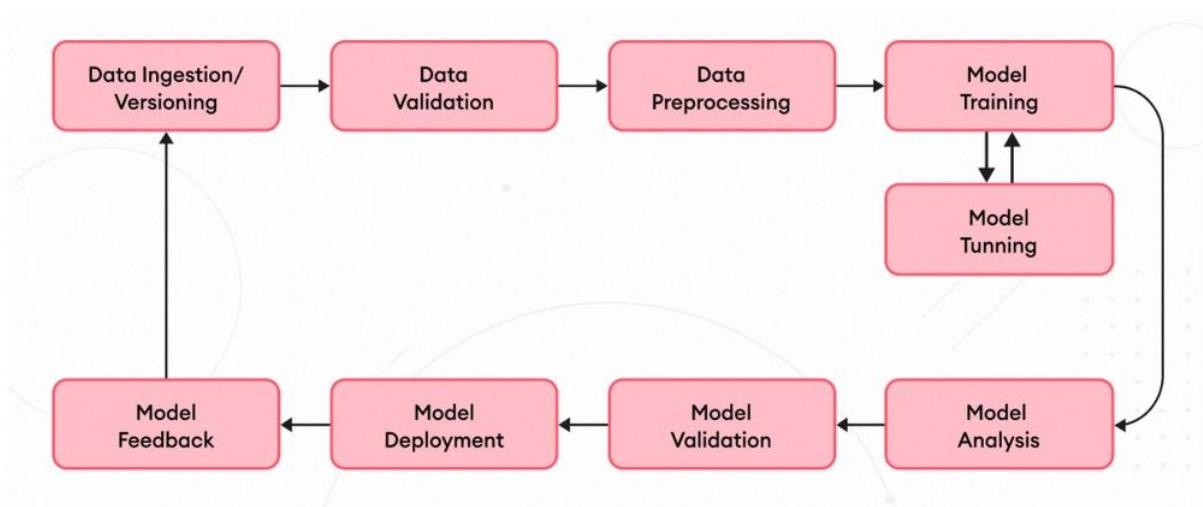 Data Ingestion/
Versioning
Data
Validation
Data
Preprocessing
Model
Training
Model
Tunning
Model
Feedback
Model
Deployment
Model
Validation
Model
Analysis